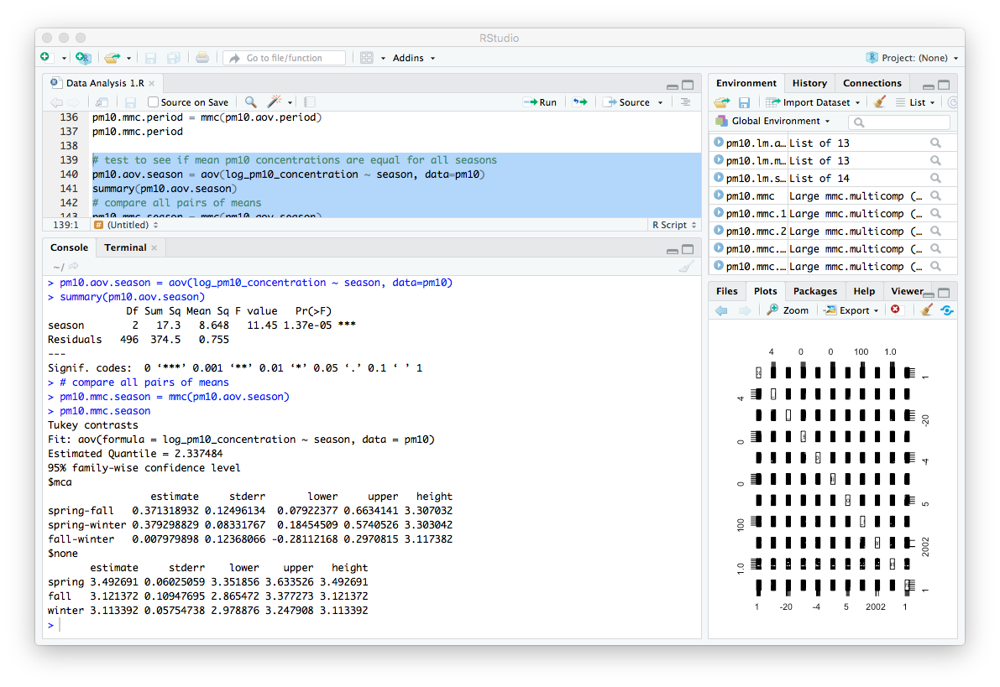 RStudio
Go to file/function
Addins
Project: (None)
Data Analysis 1.R
Source on Save
Run
Source
136 pm10.mmc.period = mmc(pm10.aov.period)
137 pm10.mmc.period
138
139 # test to see if mean pm10 concentrations are equal for all seasons
140 pm10.aov.season = aov(log_pm10_concentration ~ season, data=pm10)
141 summary(pm10.aov.season)
142 # compare all pairs of means
143 pm10.mmc.season = mmc(pm10.aov.season)
139:1 # (Untitled) R Script
Console Terminal
~/
> pm10.aov.season = aov(log_pm10_concentration ~ season, data=pm10)
> summary(pm10.aov.season)
Df Sum Sq Mean Sq F value Pr(>F)
season 2 17.3 8.648 11.45 1.37e-05 ***
Residuals 496 374.5 0.755
---
Signif. codes: 0 ‘***’ 0.001 ‘**’ 0.01 ‘*’ 0.05 ‘.’ 0.1 ‘ ’ 1
> # compare all pairs of means
> pm10.mmc.season = mmc(pm10.aov.season)
> pm10.mmc.season
Tukey contrasts
Fit: aov(formula = log_pm10_concentration ~ season, data = pm10)
Estimated Quantile = 2.337484
95% family-wise confidence level
$mca
estimate stderr lower upper height
spring-fall 0.371318932 0.12496134 0.07922377 0.6634141 3.307032
spring-winter 0.379298829 0.08331767 0.18454509 0.5740526 3.303042
fall-winter 0.007979898 0.12368066 -0.28112168 0.2970815 3.117382
$none
estimate stderr lower upper height
spring 3.492691 0.06025059 3.351856 3.633526 3.492691
fall 3.121372 0.10947695 2.865472 3.377273 3.121372
winter 3.113392 0.05754738 2.978876 3.247908 3.113392
>
Environment History Connections
Import Dataset List
Global Environment
pm10.lm.a… List of 13
pm10.lm.m… List of 13
pm10.lm.s… List of 14
pm10.mmc Large mmc.multicomp (…
pm10.mmc.1 Large mmc.multicomp (…
pm10.mmc.2 Large mmc.multicomp (…
pm10.mmc.… Large mmc.multicomp (…
pm10.mmc.… Large mmc.multicomp (…
Files Plots Packages Help Viewer
Zoom Export
4 0 0 100 1.0
1
4
-20
0
-4
0
5
100
2002
1.0
1
1 -20 -4 5 2002 1